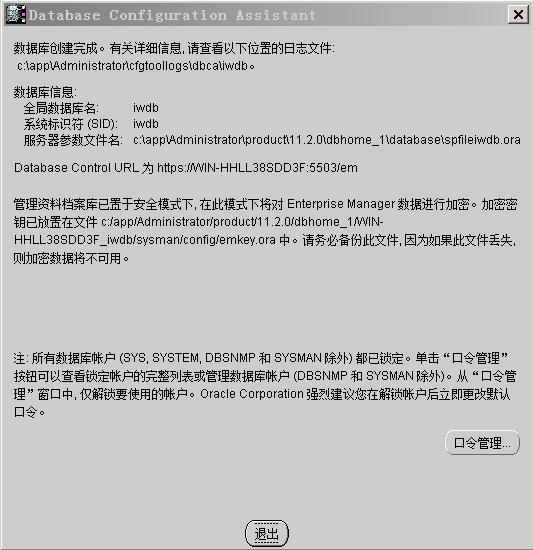 Database Configuration Assistant
数据库创建完成。有关详细信息, 请查看以下位置的日志文件:
c:\app\Administrator\cfgtoollogs\dbca\iwdb。
数据库信息:
全局数据库名: iwdb
系统标识符 (SID): iwdb
服务器参数文件名: c:\app\Administrator\product\11.2.0\dbhome_1\database\spfileiwdb.ora
Database Control URL 为 https://WIN-HHLL38SDD3F:5503/em
管理资料档案库已置于安全模式下, 在此模式下将对 Enterprise Manager 数据进行加密。加密密
钥已放置在文件 c:/app/Administrator/product/11.2.0/dbhome_1/WIN-
HHLL38SDD3F_iwdb/sysman/config/emkey.ora 中。请务必备份此文件, 因为如果此文件丢失,
则加密数据将不可用。
注: 所有数据库帐户 (SYS, SYSTEM, DBSNMP 和 SYSMAN 除外) 都已锁定。单击“口令管理”
按钮可以查看锁定帐户的完整列表或管理数据库帐户 (DBSNMP 和 SYSMAN 除外)。从“口令管
理”窗口中, 仅解锁要使用的帐户。Oracle Corporation 强烈建议您在解锁帐户后立即更改默认
口令。
口令管理...
退出